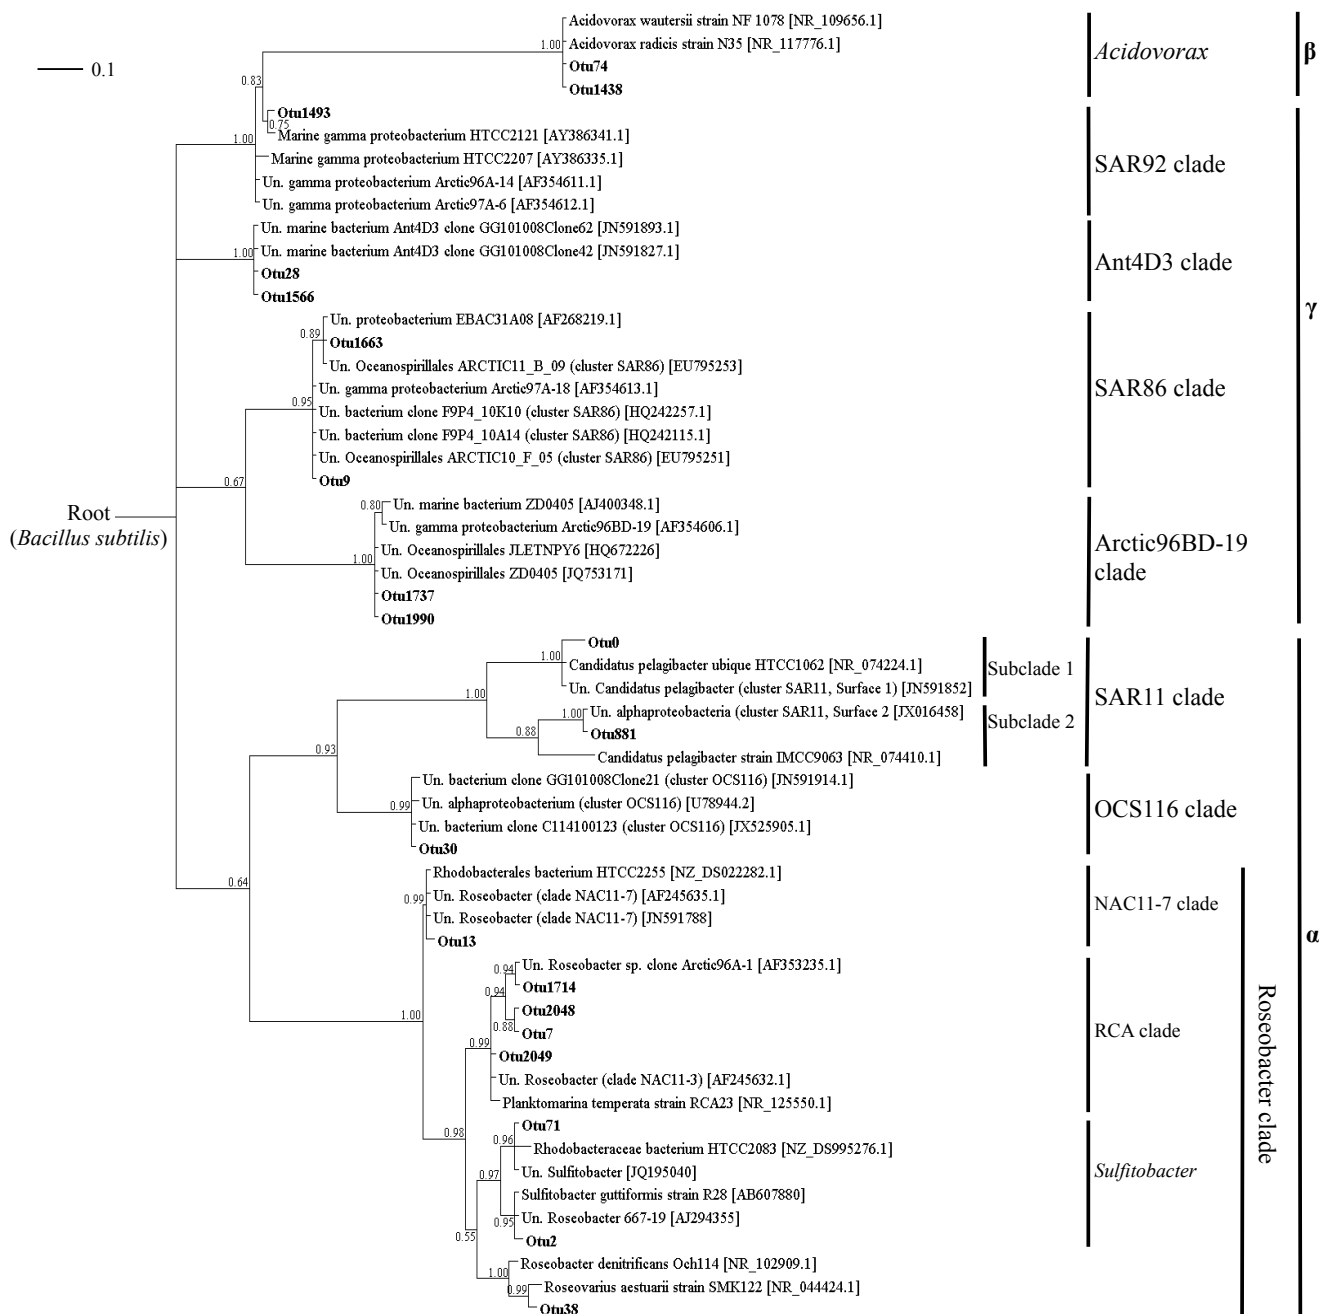 Acidovorax wautersii strain NF 1078 [NR_109656.1]
Acidovorax radicis strain N35 [NR_117776.1]
1.00
Otu74
Otu1438
Acidovorax
β
0.1
0.83
Otu1493
0.75
Marine gamma proteobacterium HTCC2121 [AY386341.1]
1.00
Marine gamma proteobacterium HTCC2207 [AY386335.1]
Un. gamma proteobacterium Arctic96A-14 [AF354611.1]
Un. gamma proteobacterium Arctic97A-6 [AF354612.1]
SAR92 clade
Un. marine bacterium Ant4D3 clone GG101008Clone62 [JN591893.1]
Un. marine bacterium Ant4D3 clone GG101008Clone42 [JN591827.1]
1.00
Otu28
Otu1566
Ant4D3 clade
γ
Un. proteobacterium EBAC31A08 [AF268219.1]
0.89
Otu1663
Un. Oceanospirillales ARCTIC11_B_09 (cluster SAR86) [EU795253]
Un. gamma proteobacterium Arctic97A-18 [AF354613.1]
0.95
Un. bacterium clone F9P4_10K10 (cluster SAR86) [HQ242257.1]
Un. bacterium clone F9P4_10A14 (cluster SAR86) [HQ242115.1]
Un. Oceanospirillales ARCTIC10_F_05 (cluster SAR86) [EU795251]
Otu9
SAR86 clade
0.67
Un. marine bacterium ZD0405 [AJ400348.1]
0.80
Un. gamma proteobacterium Arctic96BD-19 [AF354606.1]
Un. Oceanospirillales JLETNPY6 [HQ672226]
1.00
Un. Oceanospirillales ZD0405 [JQ753171]
Otu1737
Otu1990
Arctic96BD-19
clade
Root
(Bacillus subtilis)
Otu0
1.00
Candidatus pelagibacter ubique HTCC1062 [NR_074224.1]
Un. Candidatus pelagibacter (cluster SAR11, Surface 1) [JN591852]
Subclade 1
1.00
Un. alphaproteobacteria (cluster SAR11, Surface 2 [JX016458]
1.00
Otu881
0.88
Candidatus pelagibacter strain IMCC9063 [NR_074410.1]
Subclade 2
SAR11 clade
0.93
Un. bacterium clone GG101008Clone21 (cluster OCS116) [JN591914.1]
0.99
Un. alphaproteobacterium (cluster OCS116) [U78944.2]
Un. bacterium clone C114100123 (cluster OCS116) [JX525905.1]
Otu30
OCS116 clade
0.64
Rhodobacterales bacterium HTCC2255 [NZ_DS022282.1]
0.99
Un. Roseobacter (clade NAC11-7) [AF245635.1]
Un. Roseobacter (clade NAC11-7) [JN591788]
Otu13
NAC11-7 clade
α
1.00
Un. Roseobacter sp. clone Arctic96A-1 [AF353235.1]
0.94
Otu1714
0.94
Otu2048
0.88
Otu7
0.99
Otu2049
Un. Roseobacter (clade NAC11-3) [AF245632.1]
Planktomarina temperata strain RCA23 [NR_125550.1]
RCA clade
Roseobacter clade
0.98
Otu71
0.96
Rhodobacteraceae bacterium HTCC2083 [NZ_DS995276.1]
0.97
Un. Sulfitobacter [JQ195040]
Sulfitobacter guttiformis strain R28 [AB607880]
0.95
Un. Roseobacter 667-19 [AJ294355]
Otu2
Sulfitobacter
0.55
Roseobacter denitrificans Och114 [NR_102909.1]
1.00
Roseovarius aestuarii strain SMK122 [NR_044424.1]
0.99
Otu38